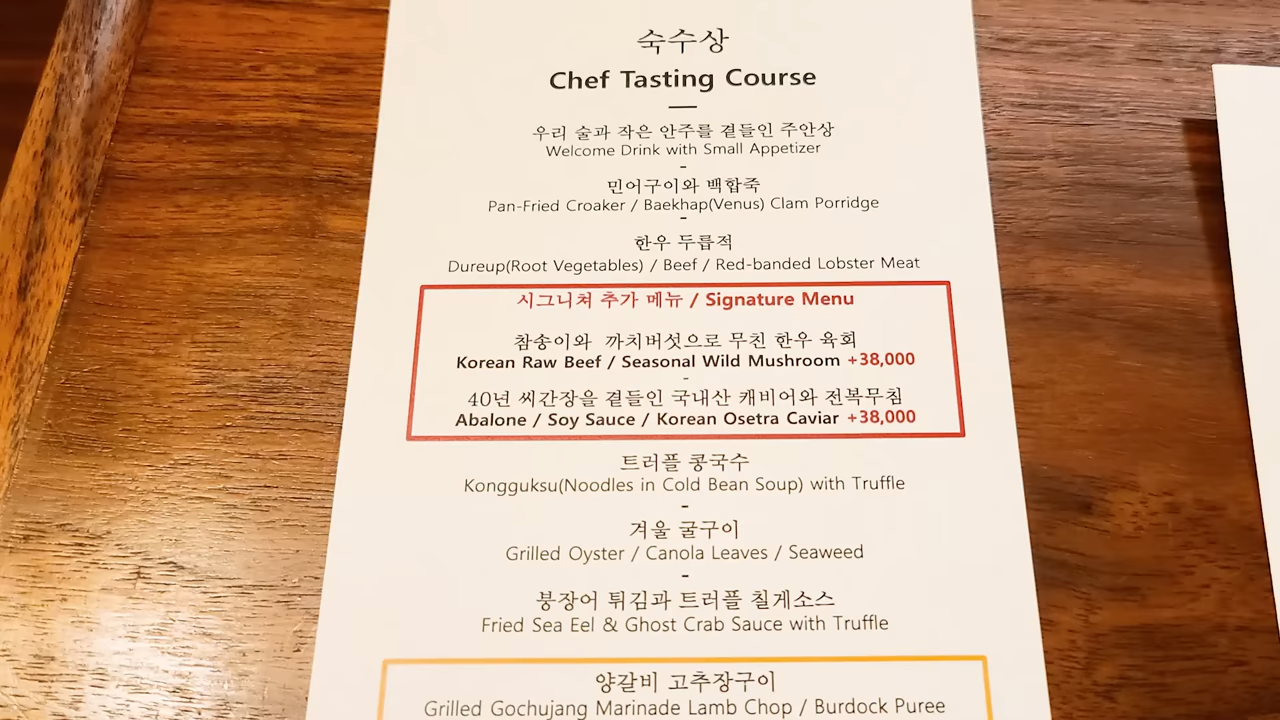 숙수상
Chef Tasting Course
우리 술과 작은 안주를 곁들인 주안상
Welcome Drink with Small Appetizer
-
민어구이와 백합죽
Pan-Fried Croaker / Baekhap(Venus) Clam Porridge
-
한우 두릅적
Dureup(Root Vegetables) / Beef / Red-banded Lobster Meat
시그니쳐 추가 메뉴 / Signature Menu
참송이와 까치버섯으로 무친 한우 육회
Korean Raw Beef / Seasonal Wild Mushroom +38,000
-
40년 씨간장을 곁들인 국내산 캐비어와 전복무침
Abalone / Soy Sauce / Korean Osetra Caviar +38,000
트러플 콩국수
Kongguksu(Noodles in Cold Bean Soup) with Truffle
-
겨울 굴구이
Grilled Oyster / Canola Leaves / Seaweed
-
붕장어 튀김과 트러플 칠게소스
Fried Sea Eel & Ghost Crab Sauce with Truffle
양갈비 고추장구이
Grilled Gochujang Marinade Lamb Chop / Burdock Puree